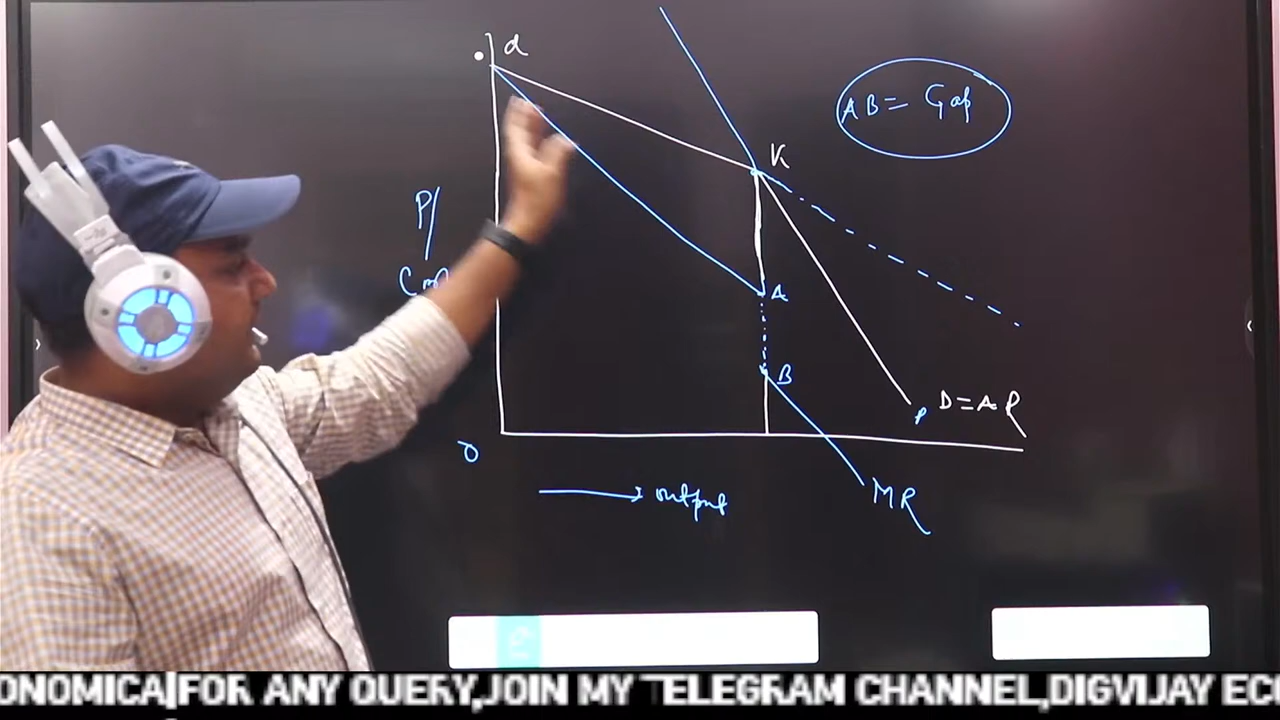 d
AB = Gap
K
P/
A
B
D = AR
P
O
→ output
MR
ONOMICA|FOR ANY QUERY,JOIN MY TELEGRAM CHANNEL,DIGVIJAY EC